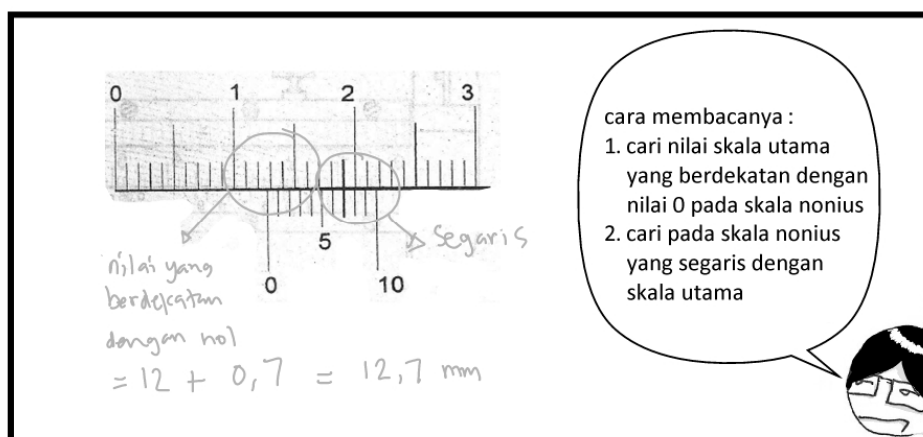 0 1 2 3
5
0 10
nilai yang
berdekatan
dengan nol
= 12 + 0,7 = 12,7 mm
Segaris
cara membacanya :
1. cari nilai skala utama
yang berdekatan dengan
nilai 0 pada skala nonius
2. cari pada skala nonius
yang segaris dengan
skala utama